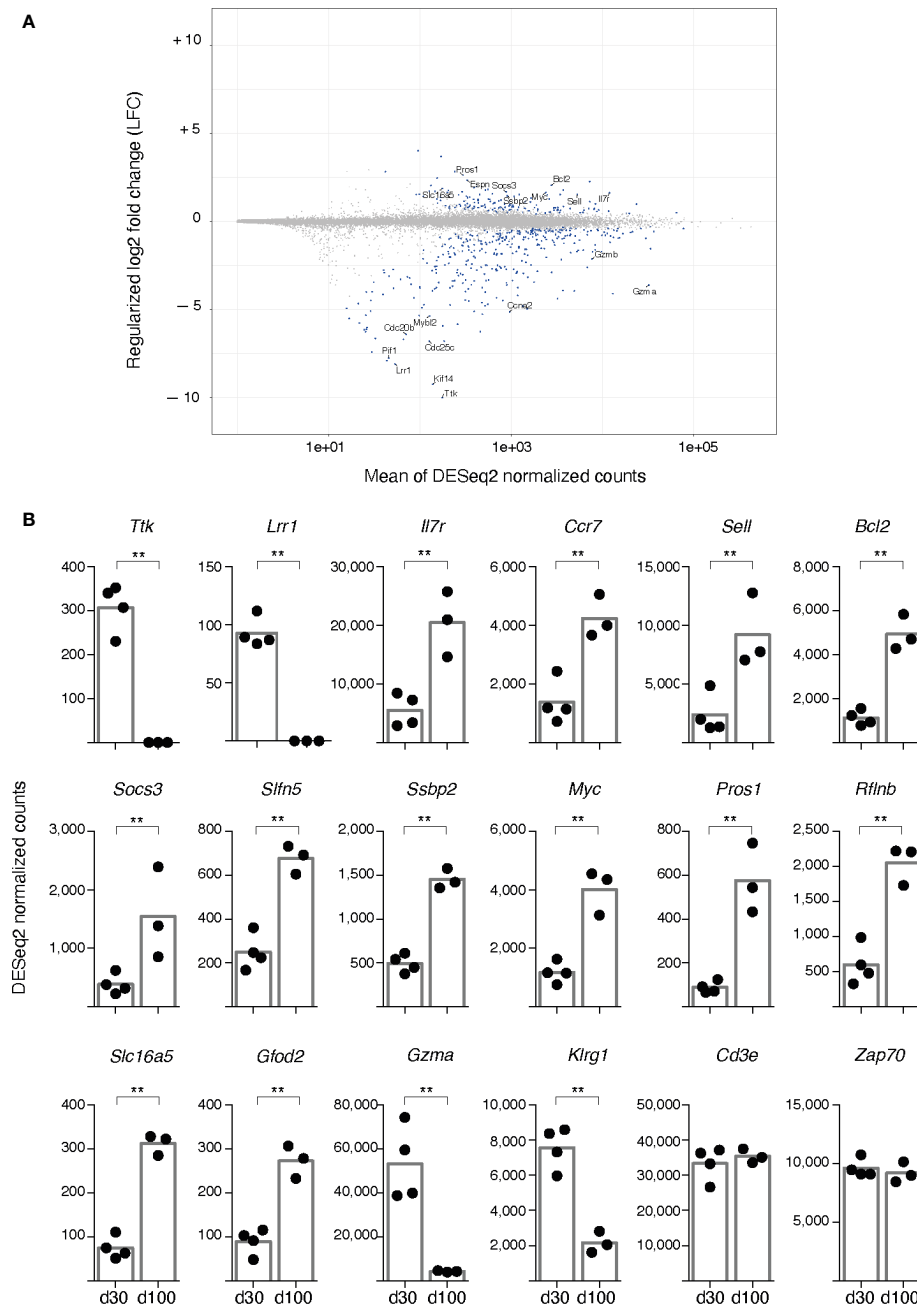 A
Regularized log2 fold change (LFC)
+ 10
+ 5
0
— 5
— 10
Pros1
Espn
Socs3
Bcl2
Slc16a5
Ssbp2
Myc
Sell
Il7r
Gzmb
Gzma
Ccna2
Mybl2
Cdc20b
Cdc25c
Pif1
Lrr1
Kif14
Ttk
1e+01
1e+03
1e+05
Mean of DESeq2 normalized counts
B
DESeq2 normalized counts
Ttk
**
400
300
200
100
Lrr1
**
150
100
50
Il7r
**
30,000
20,000
10,000
Ccr7
**
6,000
4,000
2,000
Sell
**
15,000
10,000
5,000
Bcl2
**
8,000
6,000
4,000
2,000
Socs3
**
3,000
2,000
1,000
Slfn5
**
800
600
400
200
Ssbp2
**
2,000
1,500
1,000
500
Myc
**
6,000
4,000
2,000
Pros1
**
800
600
400
200
100
Rflnb
**
2,500
2,000
1,500
1,000
500
Slc16a5
**
400
300
200
100
d30 d100
Gfod2
**
400
300
200
100
d30 d100
Gzma
**
80,000
60,000
40,000
20,000
d30 d100
Klrg1
**
10,000
8,000
6,000
4,000
2,000
d30 d100
Cd3e
50,000
40,000
30,000
20,000
10,000
d30 d100
Zap70
15,000
10,000
5,000
d30 d100